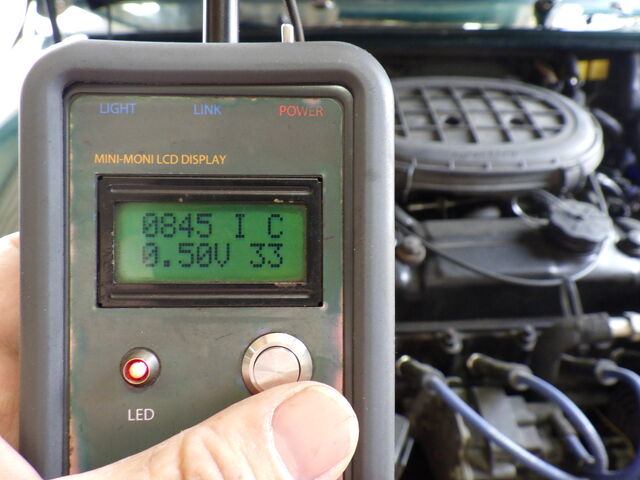 LIGHT LINK POWER
MINI-MONI LCD DISPLAY
0845 I C
0.50V 33
LED